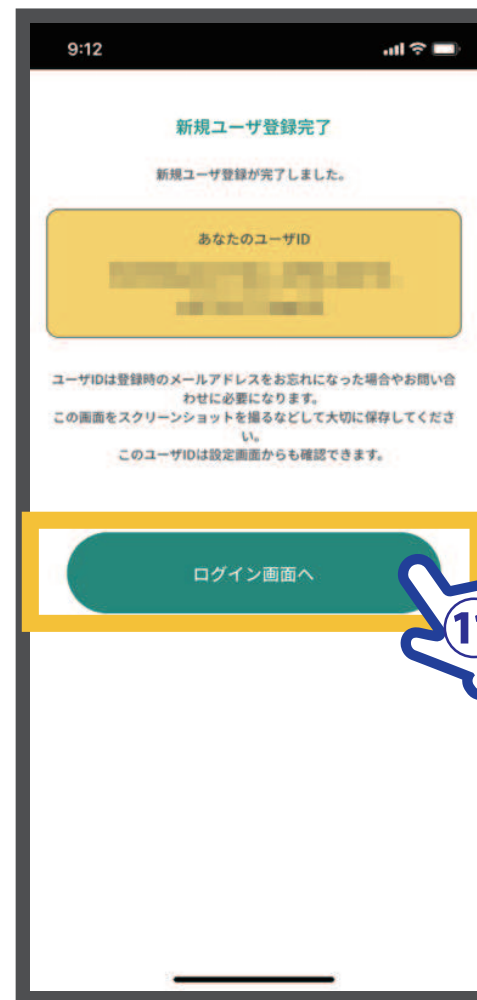 9:12
新規ユーザ登録完了
新規ユーザ登録が完了しました。
あなたのユーザID
ユーザIDは登録時のメールアドレスをお忘れになった場合やお問い合
わせに必要になります。
この画面をスクリーンショットを撮るなどして大切に保存してくださ
い。
このユーザIDは設定画面からも確認できます。
ログイン画面へ